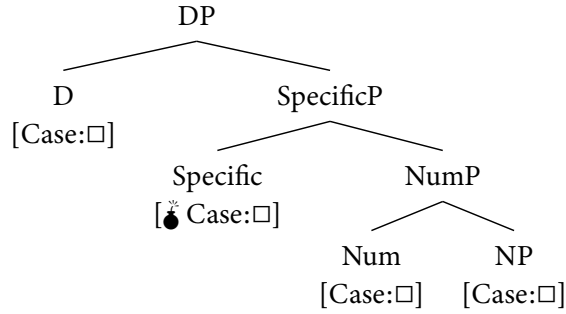 DP
D SpecificP
[Case:□]
Specific NumP
[💣 Case:□]
Num NP
[Case:□] [Case:□]